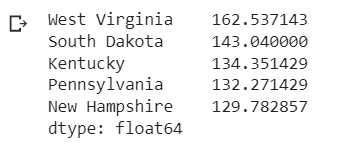 West Virginia    162.537143
South Dakota     143.040000
Kentucky         134.351429
Pennsylvania     132.271429
New Hampshire    129.782857
dtype: float64